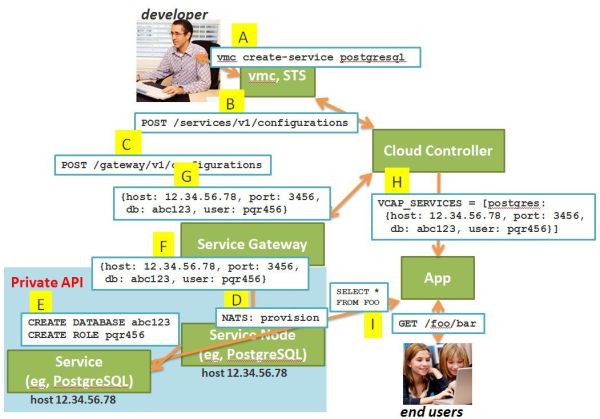 developer
A
vmc create-service postgresql
vmc, STS
B
POST /services/v1/configurations
C
POST /gateway/v1/configurations
Cloud Controller
G
{host: 12.34.56.78, port: 3456,
db: abc123, user: pqr456}
H
VCAP_SERVICES = [postgres:
{host: 12.34.56.78, port: 3456,
db: abc123, user: pqr456}]
F
Service Gateway
{host: 12.34.56.78, port: 3456,
db: abc123, user: pqr456}
App
Private API
E
D
SELECT *
FROM FOO
CREATE DATABASE abc123
CREATE ROLE pqr456
NATS: provision
I
GET /foo/bar
Service Node
(eg, PostgreSQL)
host 12.34.56.78
Service
(eg, PostgreSQL)
host 12.34.56.78
end users